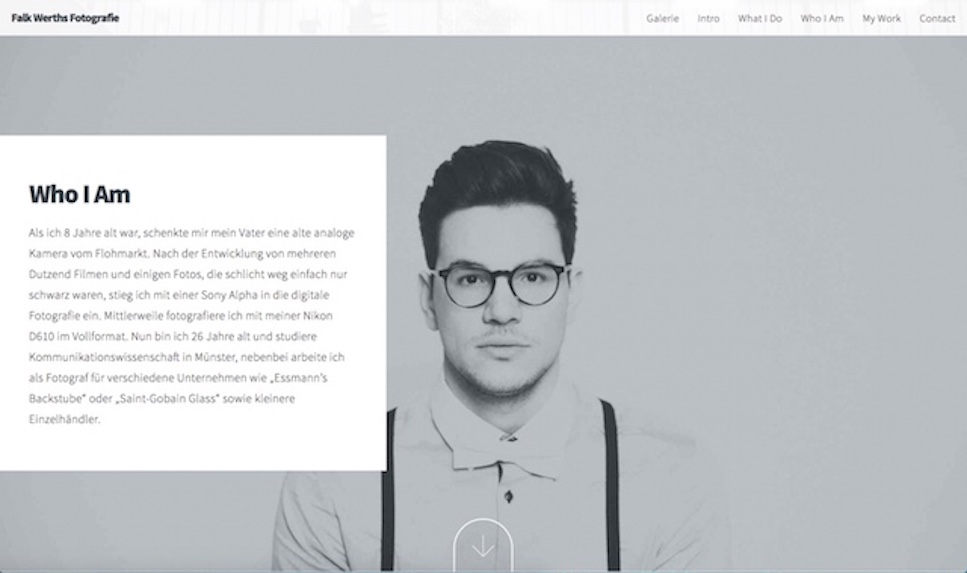 Falk Werths Fotografie
Galerie Intro What I Do Who I Am My Work Contact
Who I Am
Als ich 8 Jahre alt war, schenkte mir mein Vater eine alte analoge
Kamera vom Flohmarkt. Nach der Entwicklung von mehreren
Dutzend Filmen und einigen Fotos, die schlicht weg einfach nur
schwarz waren, stieg ich mit einer Sony Alpha in die digitale
Fotografie ein. Mittlerweile fotografiere ich mit meiner Nikon
D610 im Vollformat. Nun bin ich 26 Jahre alt und studiere
Kommunikationswissenschaft in Münster, nebenbei arbeite ich
als Fotograf für verschiedene Unternehmen wie „Essmann's
Backstube“ oder „Saint-Gobain Glass“ sowie kleinere
Einzelhändler.